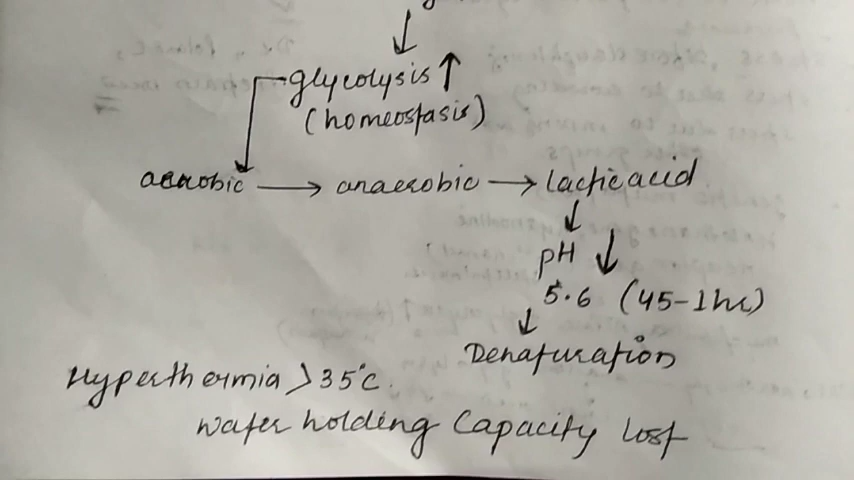 glycolysis ↑
(homeostasis)
aerobic → anaerobic → lactic acid
↓
pH ↓
5.6 (45-1hr)
↓
Denaturation
Hyperthermia > 35°C.
water holding Capacity lost